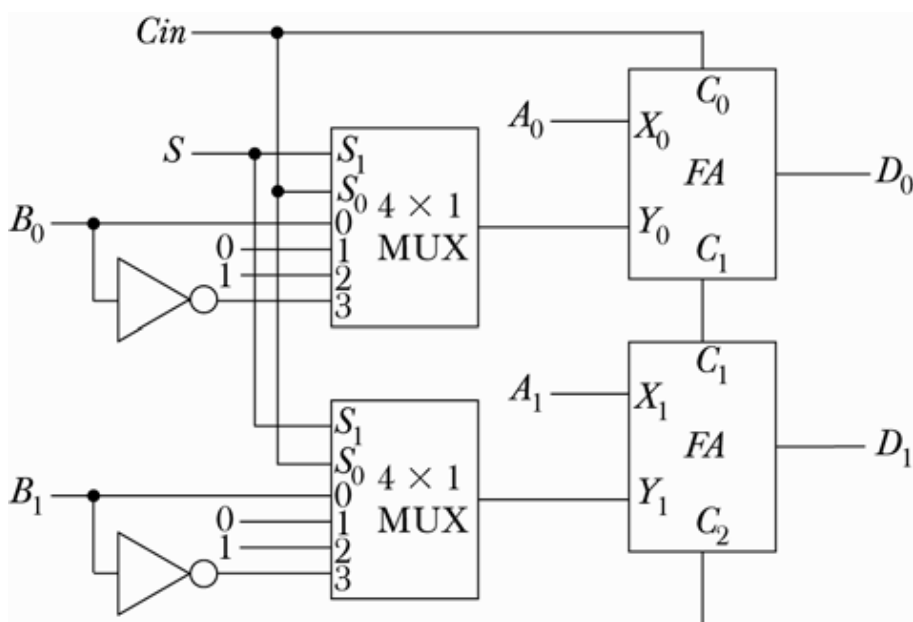 Cin
C₀
A₀
X₀
S
S₁
FA
D₀
S₀
4 × 1
B₀
0
MUX
Y₀
0
1
C₁
1
2
3
C₁
A₁
X₁
S₁
FA
D₁
S₀
4 × 1
B₁
0
MUX
Y₁
0
1
C₂
1
2
3